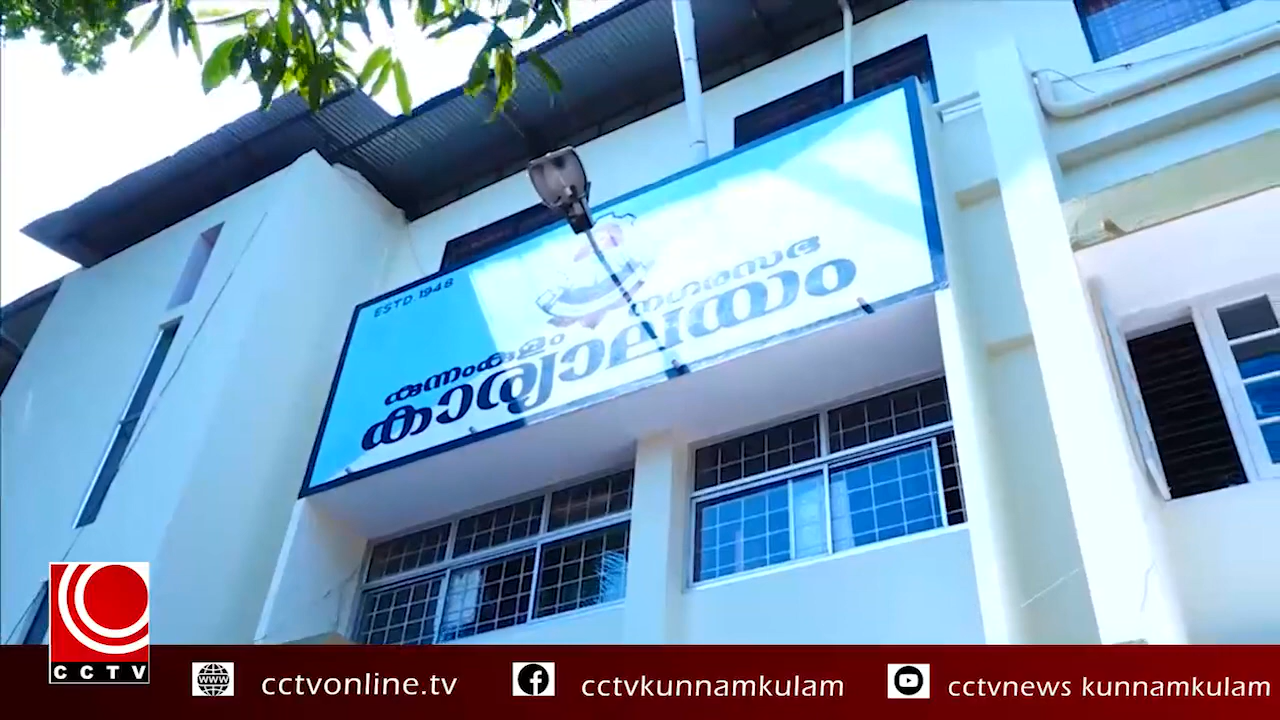 ESTD.1948
കുന്നംകുളം നഗരസഭ
കാര്യാലയം
CCTV
cctvonline.tv
cctvkunnamkulam
cctvnews kunnamkulam